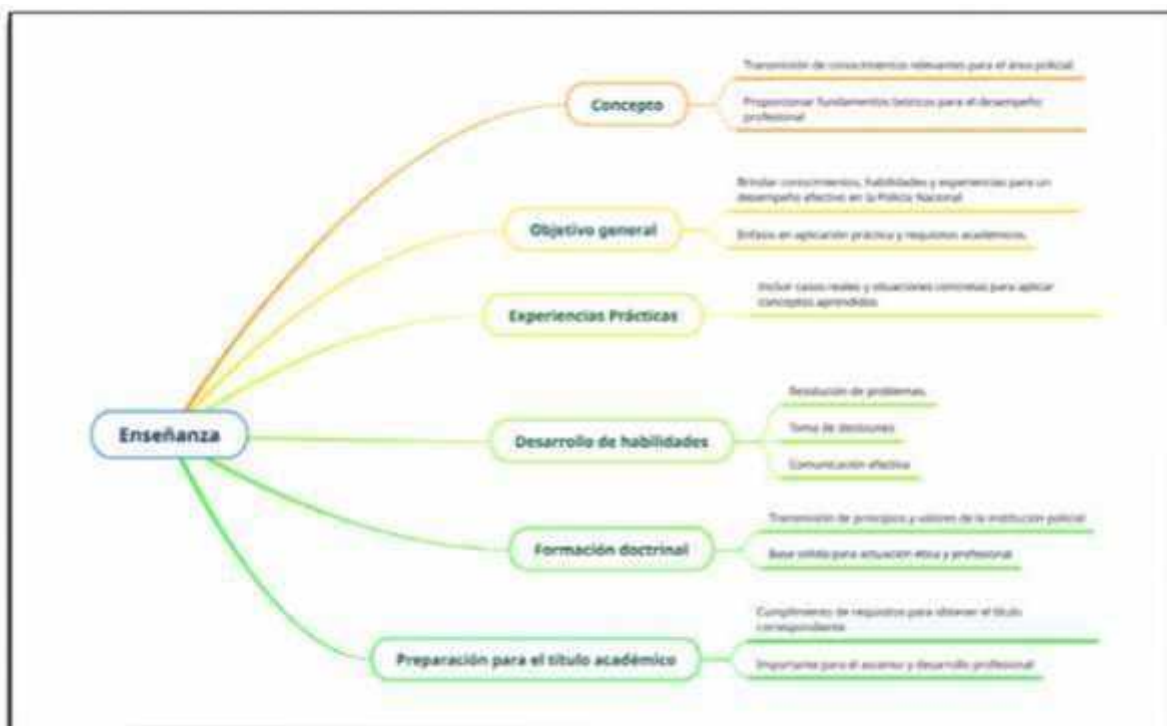 Concepto
Transmisión de conocimientos relevantes para el área policial
Proporcionar fundamentos teóricos para el desempeño
profesional
Objetivo general
Brindar conocimientos, habilidades y experiencias para un
desempeño efectivo en la Policía Nacional
Enfasis en aplicación práctica y requisitos académicos.
Experiencias Prácticas
Incluir casos reales y situaciones concretas para aplicar
conceptos aprendidos
Enseñanza
Desarrollo de habilidades
Resolución de problemas.
Toma de decisiones
Comunicación efectiva
Formación doctrinal
Transmisión de principios y valores de la institución policial
Base sólida para actuación ética y profesional
Preparación para el título académico
Cumplimiento de requisitos para obtener el título
correspondiente
Importante para el ascenso y desarrollo profesional